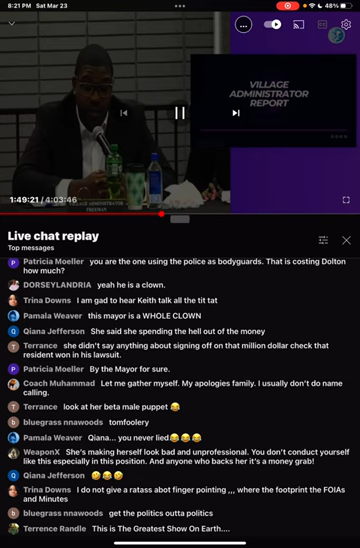 8:21 PM Sat Mar 23
48%
VILLAGE
ADMINISTRATOR
REPORT
1:49:21 / 4:03:46
VILLAGE ADMINISTRATOR
FREEMAN
Live chat replay
Top messages
Patricia Moeller you are the one using the police as bodyguards. That is costing Dolton
how much?
DORSEYLANDRIA yeah he is a clown.
Trina Downs I am gad to hear Keith talk all the tit tat
Pamala Weaver this mayor is a WHOLE CLOWN
Qiana Jefferson She said she spending the hell out of the money
Terrance she didn't say anything about signing off on that million dollar check that
resident won in his lawsuit.
Patricia Moeller By the Mayor for sure.
Coach Muhammad Let me gather myself. My apologies family. I usually don't do name
calling.
Terrance look at her beta male puppet 😂
bluegrass nnawoods tomfoolery
Pamala Weaver Qiana... you never lied😂😂😂
WeaponX She's making herself look bad and unprofessional. You don't conduct yourself
like this especially in this position. And anyone who backs her it's a money grab!
Qiana Jefferson 🤣😂🤣
Trina Downs I do not give a ratass abot finger pointing ,,, where the footprint the FOIAs
and Minutes
bluegrass nnawoods get the politics outta politics
Terrence Randle This is The Greatest Show On Earth....